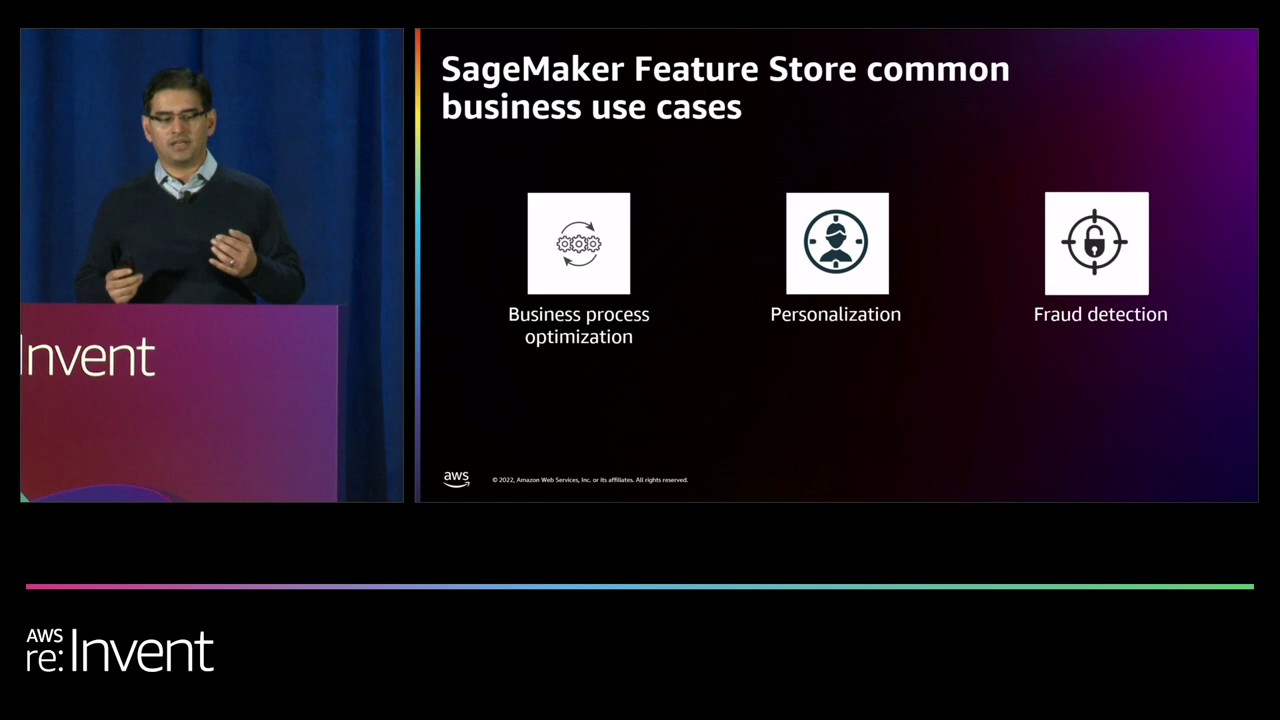 SageMaker Feature Store common
business use cases
Business process
optimization
Personalization
Fraud detection
aws
© 2022, Amazon Web Services, Inc. or its affiliates. All rights reserved.
Invent
AWS
re:Invent